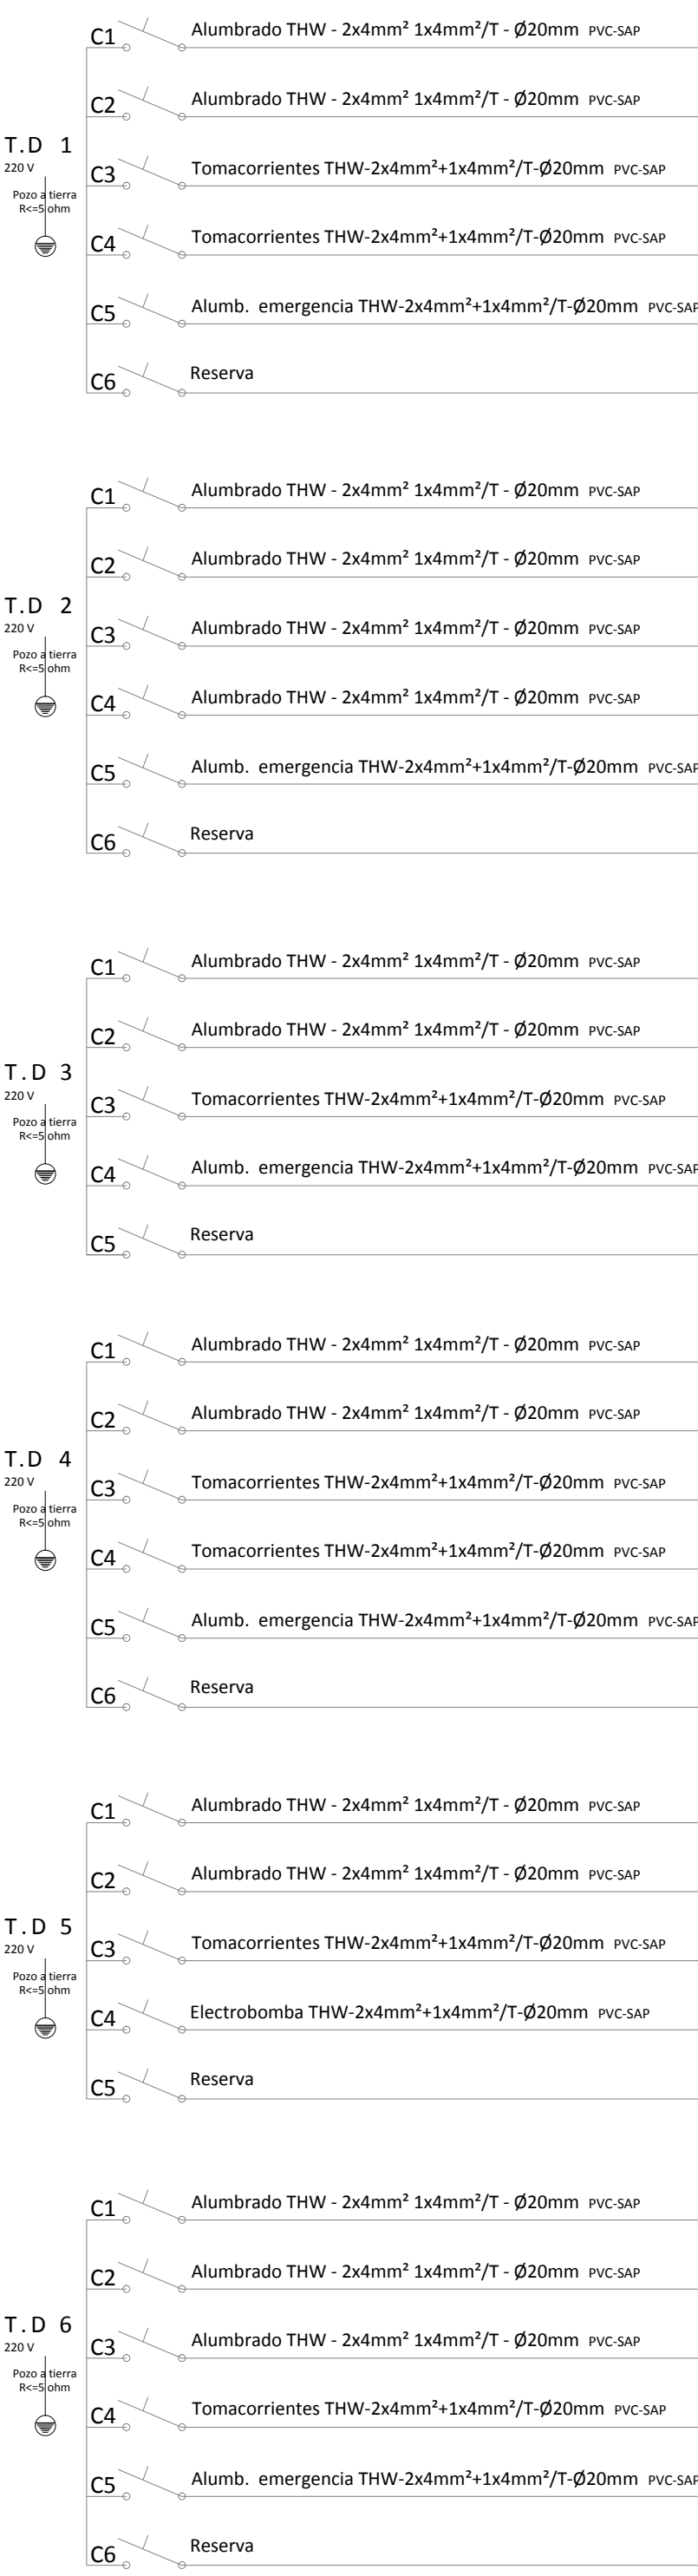 C1 Alumbrado THW - 2x4mm² 1x4mm²/T - Ø20mm PVC-SAP
C2 Alumbrado THW - 2x4mm² 1x4mm²/T - Ø20mm PVC-SAP
T.D 1
220 V
C3 Tomacorrientes THW-2x4mm²+1x4mm²/T-Ø20mm PVC-SAP
Pozo a tierra
R<=5 ohm
C4 Tomacorrientes THW-2x4mm²+1x4mm²/T-Ø20mm PVC-SAP
C5 Alumb. emergencia THW-2x4mm²+1x4mm²/T-Ø20mm PVC-SAP
C6 Reserva
C1 Alumbrado THW - 2x4mm² 1x4mm²/T - Ø20mm PVC-SAP
C2 Alumbrado THW - 2x4mm² 1x4mm²/T - Ø20mm PVC-SAP
T.D 2
220 V
C3 Alumbrado THW - 2x4mm² 1x4mm²/T - Ø20mm PVC-SAP
Pozo a tierra
R<=5 ohm
C4 Alumbrado THW - 2x4mm² 1x4mm²/T - Ø20mm PVC-SAP
C5 Alumb. emergencia THW-2x4mm²+1x4mm²/T-Ø20mm PVC-SAP
C6 Reserva
C1 Alumbrado THW - 2x4mm² 1x4mm²/T - Ø20mm PVC-SAP
C2 Alumbrado THW - 2x4mm² 1x4mm²/T - Ø20mm PVC-SAP
T.D 3
220 V
C3 Tomacorrientes THW-2x4mm²+1x4mm²/T-Ø20mm PVC-SAP
Pozo a tierra
R<=5 ohm
C4 Alumb. emergencia THW-2x4mm²+1x4mm²/T-Ø20mm PVC-SAP
C5 Reserva
C1 Alumbrado THW - 2x4mm² 1x4mm²/T - Ø20mm PVC-SAP
C2 Alumbrado THW - 2x4mm² 1x4mm²/T - Ø20mm PVC-SAP
T.D 4
220 V
C3 Tomacorrientes THW-2x4mm²+1x4mm²/T-Ø20mm PVC-SAP
Pozo a tierra
R<=5 ohm
C4 Tomacorrientes THW-2x4mm²+1x4mm²/T-Ø20mm PVC-SAP
C5 Alumb. emergencia THW-2x4mm²+1x4mm²/T-Ø20mm PVC-SAP
C6 Reserva
C1 Alumbrado THW - 2x4mm² 1x4mm²/T - Ø20mm PVC-SAP
C2 Alumbrado THW - 2x4mm² 1x4mm²/T - Ø20mm PVC-SAP
T.D 5
220 V
C3 Tomacorrientes THW-2x4mm²+1x4mm²/T-Ø20mm PVC-SAP
Pozo a tierra
R<=5 ohm
C4 Electrobomba THW-2x4mm²+1x4mm²/T-Ø20mm PVC-SAP
C5 Reserva
C1 Alumbrado THW - 2x4mm² 1x4mm²/T - Ø20mm PVC-SAP
C2 Alumbrado THW - 2x4mm² 1x4mm²/T - Ø20mm PVC-SAP
T.D 6
220 V
C3 Alumbrado THW - 2x4mm² 1x4mm²/T - Ø20mm PVC-SAP
Pozo a tierra
R<=5 ohm
C4 Tomacorrientes THW-2x4mm²+1x4mm²/T-Ø20mm PVC-SAP
C5 Alumb. emergencia THW-2x4mm²+1x4mm²/T-Ø20mm PVC-SAP
C6 Reserva